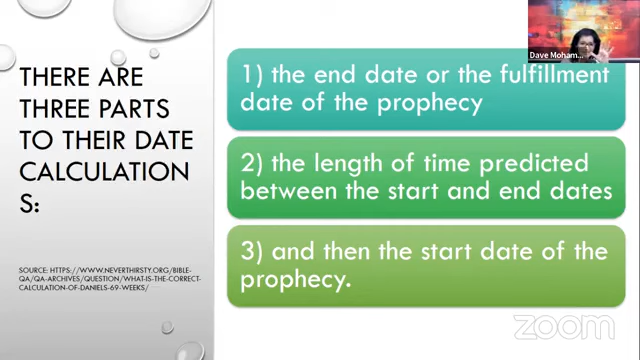 Dave Moham...
THERE ARE
THREE PARTS
TO THEIR DATE
CALCULATION
S:
SOURCE: HTTPS://WWW.NEVERTHIRSTY.ORG/BIBLE-
QA/QA-ARCHIVES/QUESTION/WHAT-IS-THE-CORRECT-
CALCULATION-OF-DANIELS-69-WEEKS/
1) the end date or the fulfillment
date of the prophecy
2) the length of time predicted
between the start and end dates
3) and then the start date of the
prophecy.
zoom